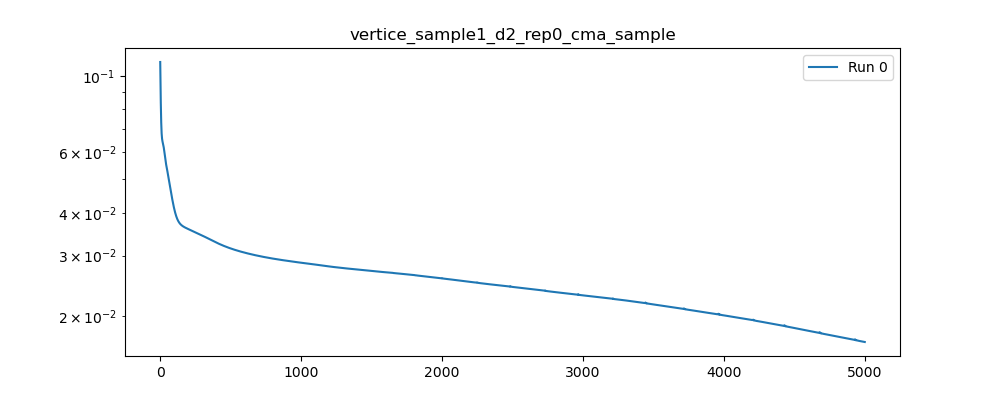 vertice_sample1_d2_rep0_cma_sample
Run 0
10⁻¹
6 × 10⁻²
4 × 10⁻²
3 × 10⁻²
2 × 10⁻²
0 1000 2000 3000 4000 5000